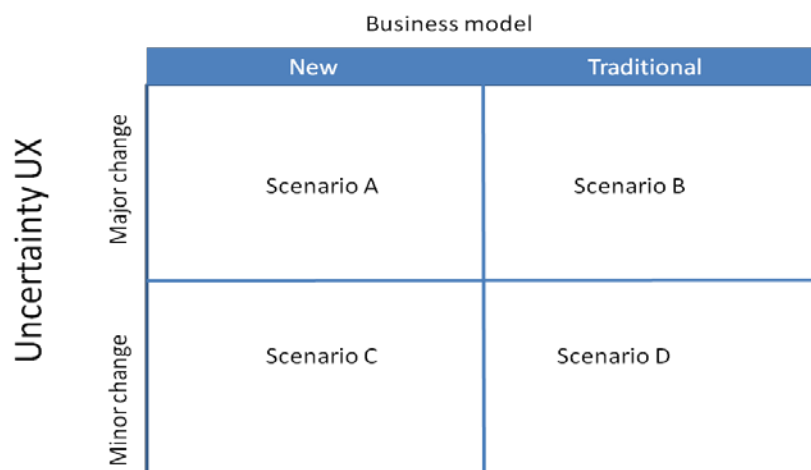 Business model
New
Traditional
Uncertainty UX
Major change
Scenario A
Scenario B
Minor change
Scenario C
Scenario D